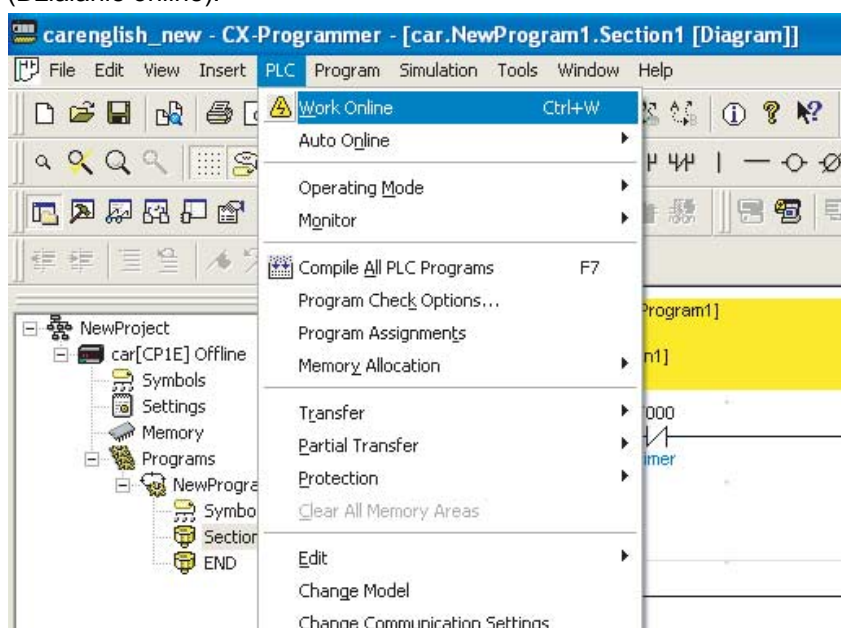 (Działanie online).
carenglish_new - CX-Programmer - [car.NewProgram1.Section1 [Diagram]]
File Edit View Insert PLC Program Simulation Tools Window Help
Work Online Ctrl+W
Auto Online
Operating Mode
Monitor
Compile All PLC Programs F7
Program Check Options...
Program Assignments
Memory Allocation
Transfer
Partial Transfer
Protection
Clear All Memory Areas
Edit
Change Model
Change Communication Settings
NewProject
car[CP1E] Offline
Symbols
Settings
Memory
Programs
NewProgra
Symbo
Section
END
Program1]
n1]
000
imer